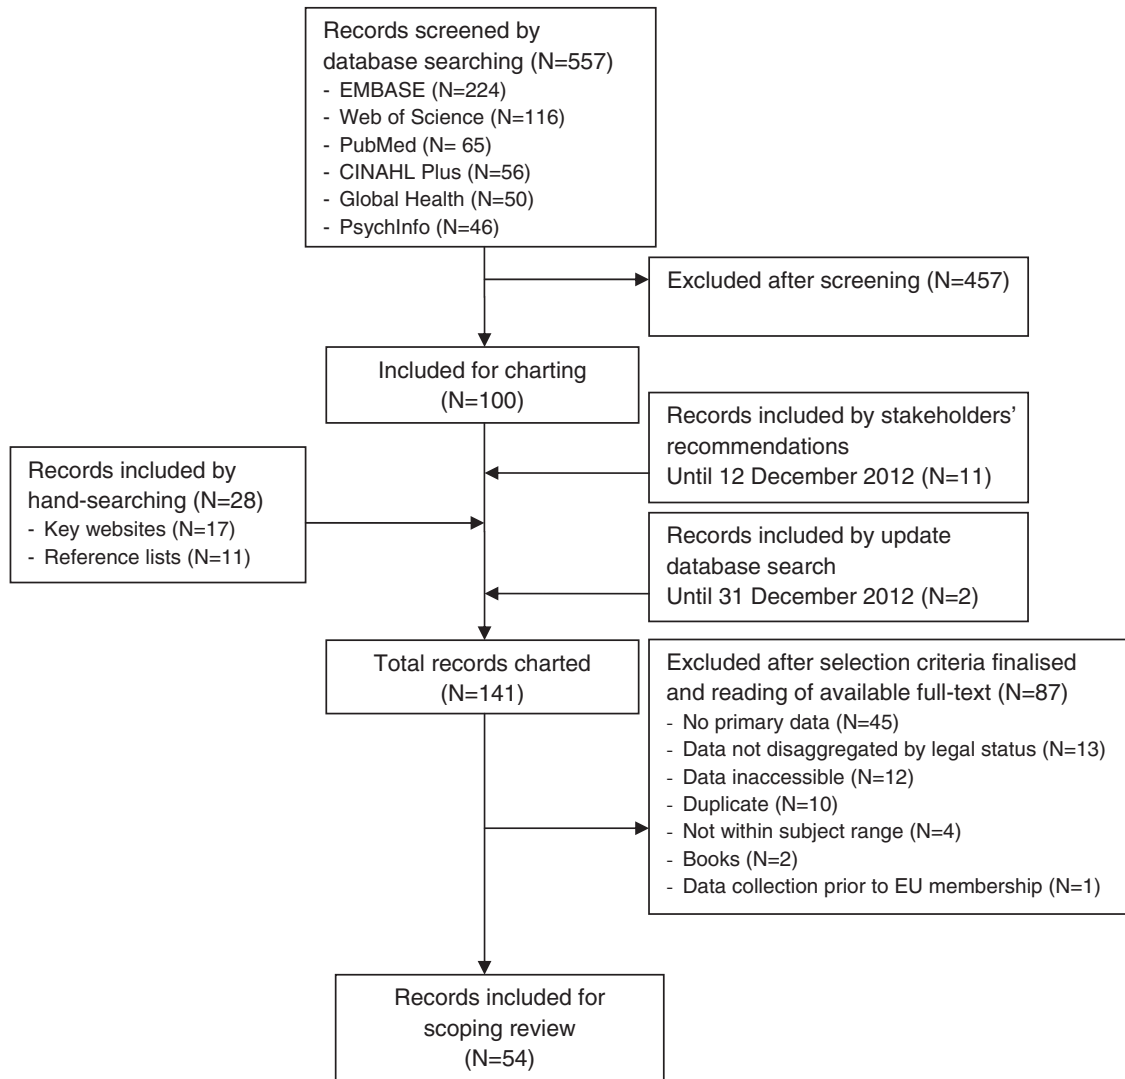 Records screened by
database searching (N=557)
- EMBASE (N=224)
- Web of Science (N=116)
- PubMed (N= 65)
- CINAHL Plus (N=56)
- Global Health (N=50)
- PsychInfo (N=46)
Excluded after screening (N=457)
Included for charting
(N=100)
Records included by stakeholders’
recommendations
Until 12 December 2012 (N=11)
Records included by
hand-searching (N=28)
- Key websites (N=17)
- Reference lists (N=11)
Records included by update
database search
Until 31 December 2012 (N=2)
Total records charted
(N=141)
Excluded after selection criteria finalised
and reading of available full-text (N=87)
- No primary data (N=45)
- Data not disaggregated by legal status (N=13)
- Data inaccessible (N=12)
- Duplicate (N=10)
- Not within subject range (N=4)
- Books (N=2)
- Data collection prior to EU membership (N=1)
Records included for
scoping review
(N=54)